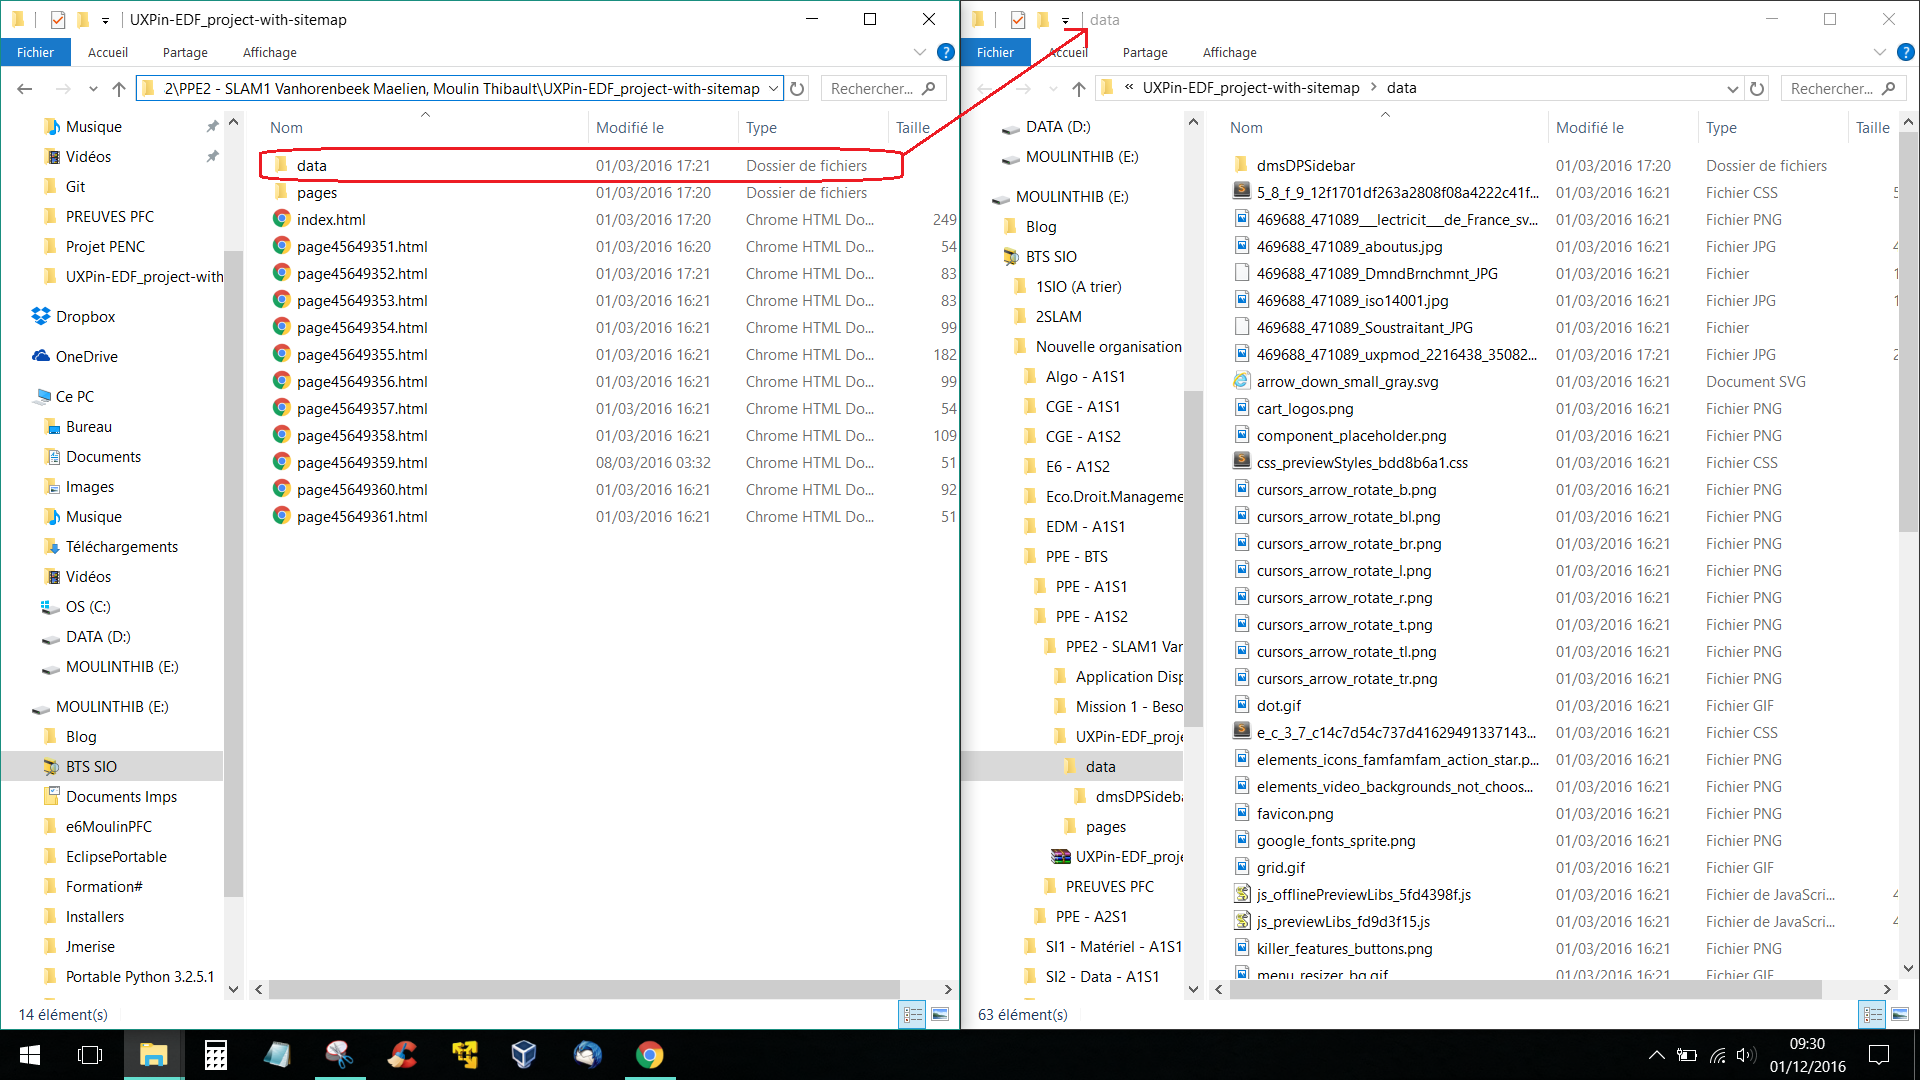 UXPin-EDF_project-with-sitemap
Fichier
Accueil
Partage
Affichage
2\PPE2 - SLAM1 Vanhorenbeek Maelien, Moulin Thibault\UXPin-EDF_project-with-sitemap
Rechercher...
Musique
Vidéos
Git
PREUVES PFC
Projet PENC
UXPin-EDF_project-with
Dropbox
OneDrive
Ce PC
Bureau
Documents
Images
Musique
Téléchargements
Vidéos
OS (C:)
DATA (D:)
MOULINTHIB (E:)
MOULINTHIB (E:)
Blog
BTS SIO
Documents Imps
e6MoulinPFC
EclipsePortable
Formation#
Installers
Jmerise
Portable Python 3.2.5.1
Nom Modifié le Type Taille
data 01/03/2016 17:21 Dossier de fichiers
pages 01/03/2016 17:20 Dossier de fichiers
index.html 01/03/2016 17:20 Chrome HTML Do... 249
page45649351.html 01/03/2016 16:20 Chrome HTML Do... 54
page45649352.html 01/03/2016 17:21 Chrome HTML Do... 83
page45649353.html 01/03/2016 16:21 Chrome HTML Do... 83
page45649354.html 01/03/2016 16:21 Chrome HTML Do... 99
page45649355.html 01/03/2016 16:21 Chrome HTML Do... 182
page45649356.html 01/03/2016 16:21 Chrome HTML Do... 99
page45649357.html 01/03/2016 16:21 Chrome HTML Do... 54
page45649358.html 01/03/2016 16:21 Chrome HTML Do... 109
page45649359.html 08/03/2016 03:32 Chrome HTML Do... 51
page45649360.html 01/03/2016 16:21 Chrome HTML Do... 92
page45649361.html 01/03/2016 16:21 Chrome HTML Do... 51
14 élément(s)
data
Fichier
Accueil
Partage
Affichage
« UXPin-EDF_project-with-sitemap > data
Rechercher...
DATA (D:)
MOULINTHIB (E:)
MOULINTHIB (E:)
Blog
BTS SIO
1SIO (A trier)
2SLAM
Nouvelle organisation
Algo - A1S1
CGE - A1S1
CGE - A1S2
E6 - A1S2
Eco.Droit.Manageme
EDM - A1S1
PPE - BTS
PPE - A1S1
PPE - A1S2
PPE2 - SLAM1 Var
Application Disp
Mission 1 - Beso
UXPin-EDF_proje
data
dmsDPSideba
pages
UXPin-EDF_proje
PREUVES PFC
PPE - A2S1
SI1 - Matériel - A1S1
SI2 - Data - A1S1
Nom Modifié le Type Taille
dmsDPSidebar 01/03/2016 17:20 Dossier de fichiers
5_8_f_9_12f1701df263a2808f08a4222c41f... 01/03/2016 16:21 Fichier CSS 5
469688_471089___lectricit___de_France_sv... 01/03/2016 16:21 Fichier PNG
469688_471089_aboutus.jpg 01/03/2016 16:21 Fichier JPG 4
469688_471089_DmndBrnchmnt_JPG 01/03/2016 16:21 Fichier 1
469688_471089_iso14001.jpg 01/03/2016 16:21 Fichier JPG 1
469688_471089_Soustraitant_JPG 01/03/2016 16:21 Fichier
469688_471089_uxpmod_2216438_35082... 01/03/2016 17:21 Fichier JPG 2
arrow_down_small_gray.svg 01/03/2016 16:21 Document SVG
cart_logos.png 01/03/2016 16:21 Fichier PNG
component_placeholder.png 01/03/2016 16:21 Fichier PNG
css_previewStyles_bdd8b6a1.css 01/03/2016 16:21 Fichier CSS
cursors_arrow_rotate_b.png 01/03/2016 16:21 Fichier PNG
cursors_arrow_rotate_bl.png 01/03/2016 16:21 Fichier PNG
cursors_arrow_rotate_br.png 01/03/2016 16:21 Fichier PNG
cursors_arrow_rotate_l.png 01/03/2016 16:21 Fichier PNG
cursors_arrow_rotate_r.png 01/03/2016 16:21 Fichier PNG
cursors_arrow_rotate_t.png 01/03/2016 16:21 Fichier PNG
cursors_arrow_rotate_tl.png 01/03/2016 16:21 Fichier PNG
cursors_arrow_rotate_tr.png 01/03/2016 16:21 Fichier PNG
dot.gif 01/03/2016 16:21 Fichier GIF
e_c_3_7_c14c7d54c737d41629491337143... 01/03/2016 16:21 Fichier CSS
elements_icons_famfamfam_action_star.p... 01/03/2016 16:21 Fichier PNG
elements_video_backgrounds_not_choos... 01/03/2016 16:21 Fichier PNG
favicon.png 01/03/2016 16:21 Fichier PNG
google_fonts_sprite.png 01/03/2016 16:21 Fichier PNG
grid.gif 01/03/2016 16:21 Fichier GIF
js_offlinePreviewLibs_5fd4398f.js 01/03/2016 16:21 Fichier de JavaScri... 4
js_previewLibs_fd9d3f15.js 01/03/2016 16:21 Fichier de JavaScri... 4
killer_features_buttons.png 01/03/2016 16:21 Fichier PNG
menu_resizer_bg.gif 01/03/2016 16:21 Fichier GIF
63 élément(s)
09:30
01/12/2016